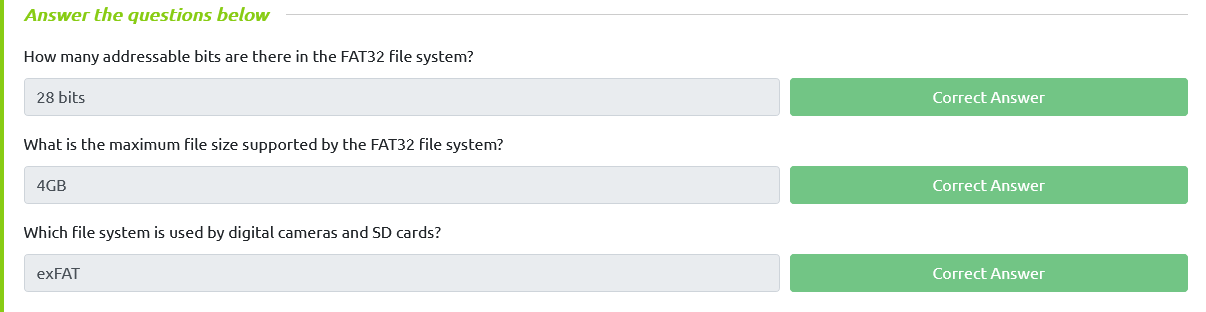 Answer the questions below
How many addressable bits are there in the FAT32 file system?
28 bits
Correct Answer
What is the maximum file size supported by the FAT32 file system?
4GB
Correct Answer
Which file system is used by digital cameras and SD cards?
exFAT
Correct Answer